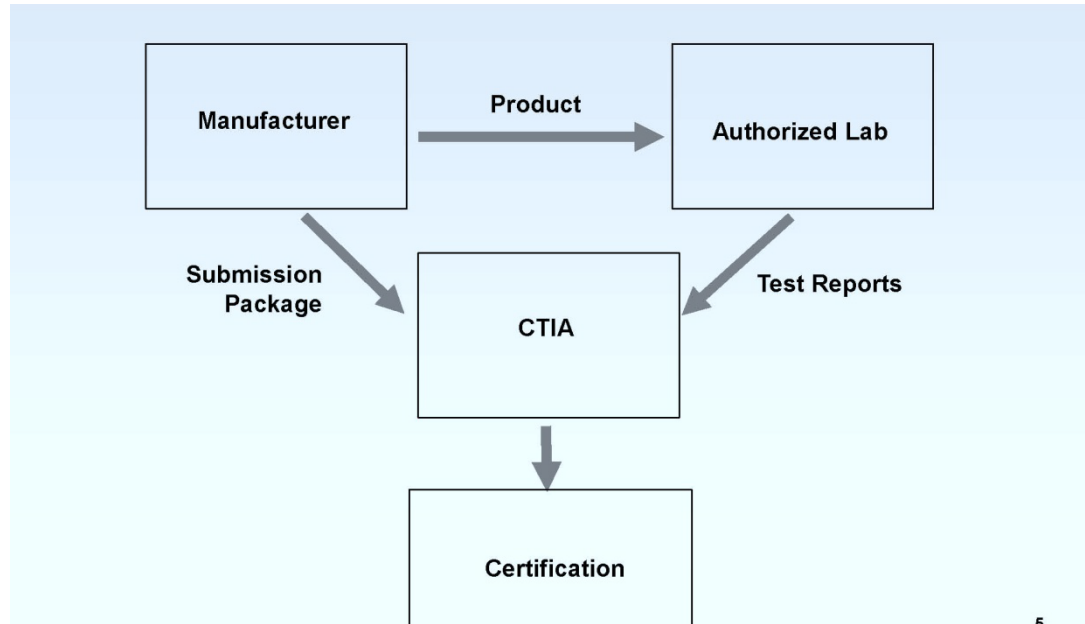 Manufacturer
Product
Authorized Lab
Submission
Package
Test Reports
CTIA
Certification
5